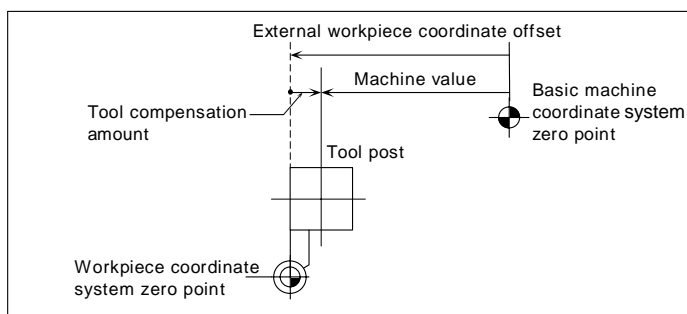 External workpiece coordinate offset
Machine value
Basic machine
coordinate system
zero point
Tool compensation
amount
Tool post
Workpiece coordinate
system zero point